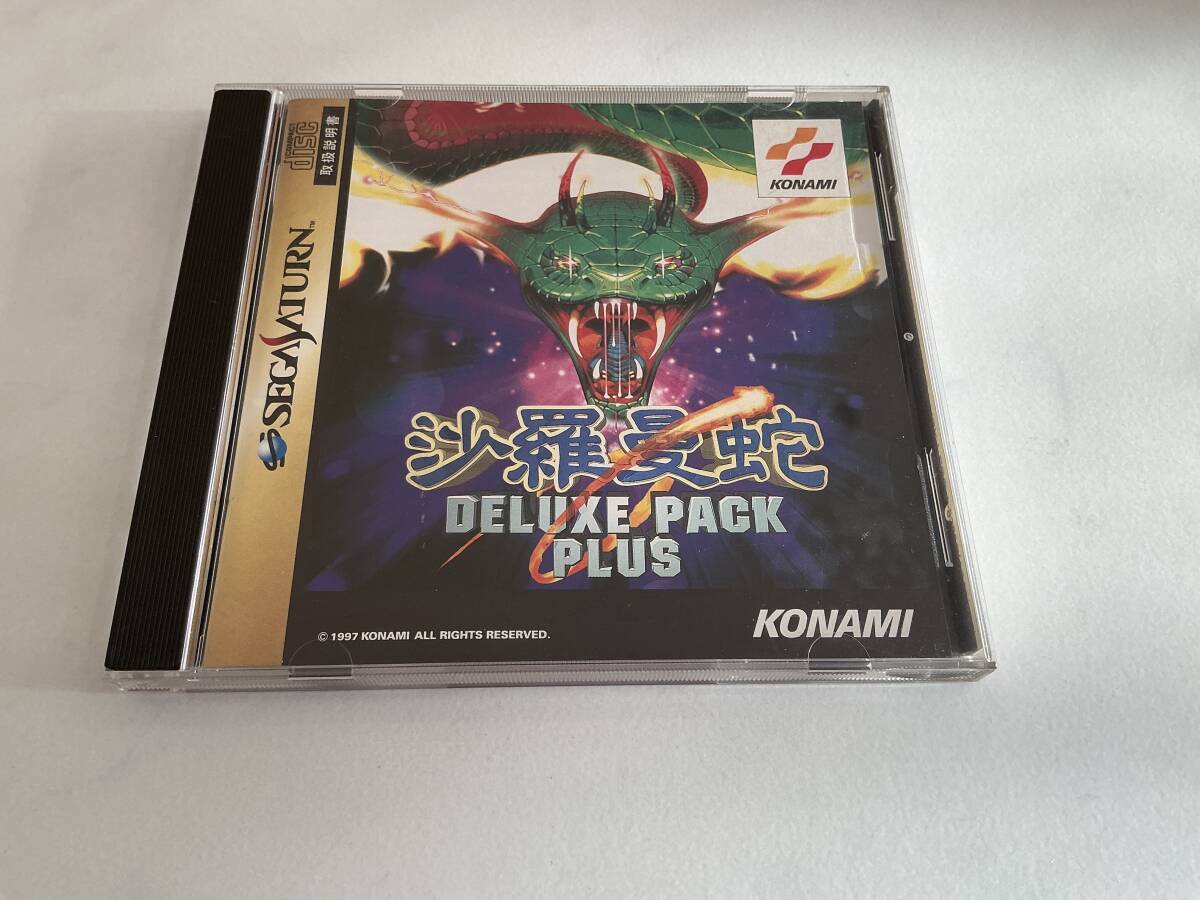 COMPACT
disc
取扱説明書
SEGA SATURN™
KONAMI
沙羅曼蛇
DELUXE PACK
PLUS
© 1997 KONAMI ALL RIGHTS RESERVED.
KONAMI